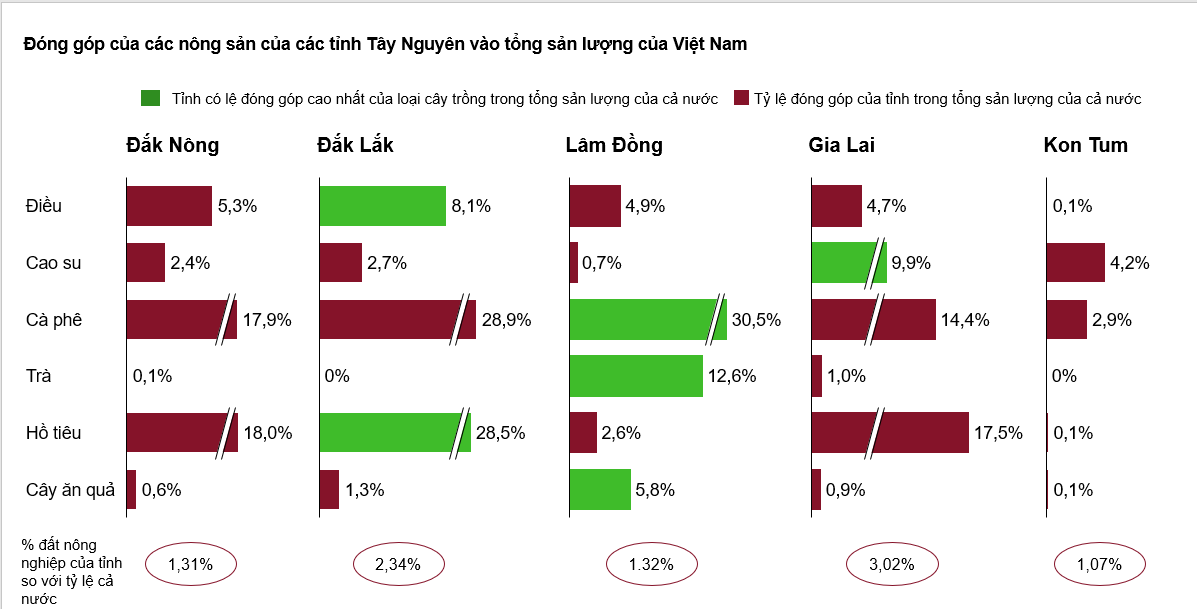 Đóng góp của các nông sản của các tỉnh Tây Nguyên vào tổng sản lượng của Việt Nam
Tỉnh có lệ đóng góp cao nhất của loại cây trồng trong tổng sản lượng của cả nước
Tỷ lệ đóng góp của tỉnh trong tổng sản lượng của cả nước
Đắk Nông Đắk Lắk Lâm Đồng Gia Lai Kon Tum
Điều 5,3% 8,1% 4,9% 4,7% 0,1%
Cao su 2,4% 2,7% 0,7% 9,9% 4,2%
Cà phê 17,9% 28,9% 30,5% 14,4% 2,9%
Trà 0,1% 0% 12,6% 1,0% 0%
Hồ tiêu 18,0% 28,5% 2,6% 17,5% 0,1%
Cây ăn quả 0,6% 1,3% 5,8% 0,9% 0,1%
% đất nông
nghiệp của tỉnh
so với tỷ lệ cả
nước
1,31% 2,34% 1.32% 3,02% 1,07%